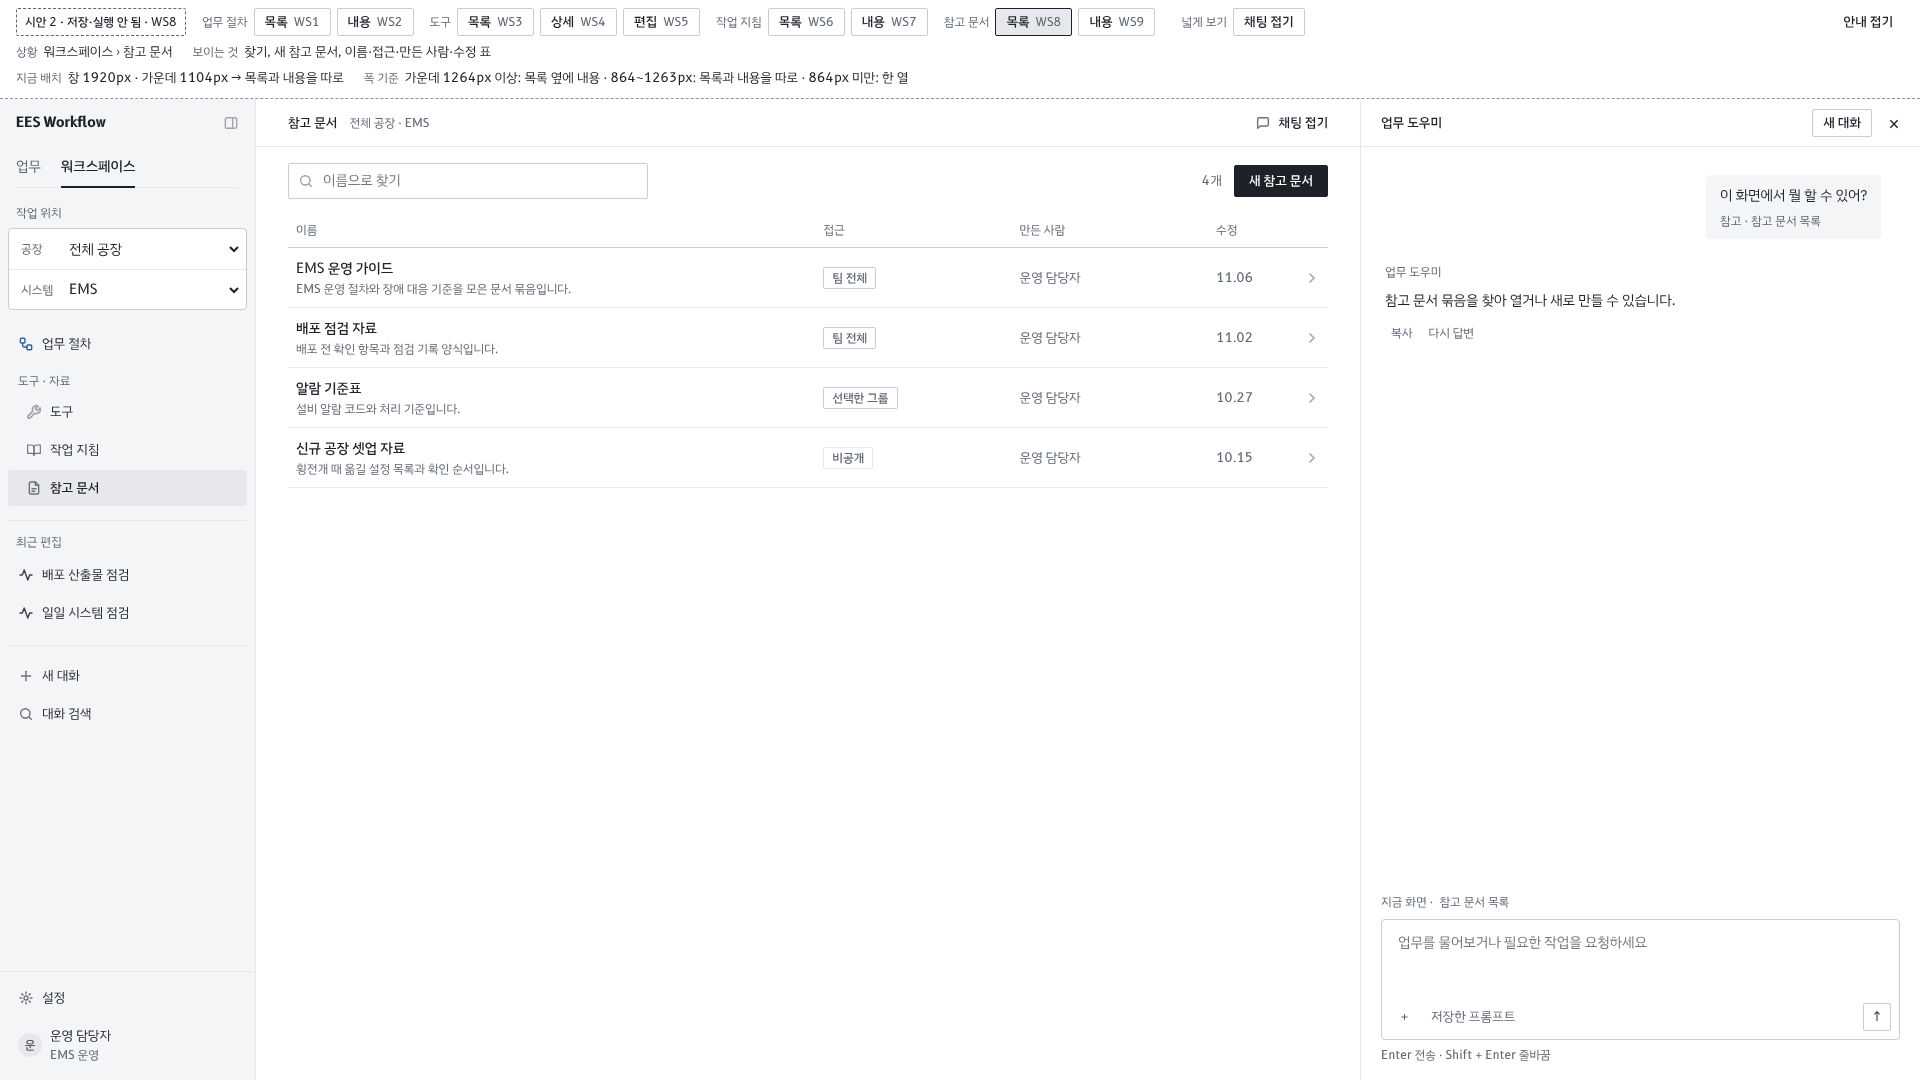 시안 2 · 저장·실행 안 됨 · WS8 업무 절차 목록 WS1 내용 WS2 도구 목록 WS3 상세 WS4 편집 WS5 작업 지침 목록 WS6 내용 WS7 참고 문서 목록 WS8 내용 WS9 넓게 보기 채팅 접기 안내 접기
상황 워크스페이스 › 참고 문서 보이는 것 찾기, 새 참고 문서, 이름·접근·만든 사람·수정 표
지금 배치 창 1920px · 가운데 1104px → 목록과 내용을 따로 폭 기준 가운데 1264px 이상: 목록 옆에 내용 · 864~1263px: 목록과 내용을 따로 · 864px 미만: 한 열
EES Workflow
업무 워크스페이스
작업 위치
공장 전체 공장
시스템 EMS
업무 절차
도구 · 자료
도구
작업 지침
참고 문서
최근 편집
배포 산출물 점검
일일 시스템 점검
새 대화
대화 검색
설정
운 운영 담당자
EMS 운영
참고 문서 전체 공장 · EMS 채팅 접기
이름으로 찾기 4개 새 참고 문서
이름 접근 만든 사람 수정
EMS 운영 가이드
EMS 운영 절차와 장애 대응 기준을 모은 문서 묶음입니다.
팀 전체 운영 담당자 11.06
배포 점검 자료
배포 전 확인 항목과 점검 기록 양식입니다.
팀 전체 운영 담당자 11.02
알람 기준표
설비 알람 코드와 처리 기준입니다.
선택한 그룹 운영 담당자 10.27
신규 공장 셋업 자료
횡전개 때 옮길 설정 목록과 확인 순서입니다.
비공개 운영 담당자 10.15
업무 도우미 새 대화 ×
이 화면에서 뭘 할 수 있어?
참고 · 참고 문서 목록
업무 도우미
참고 문서 묶음을 찾아 열거나 새로 만들 수 있습니다.
복사 다시 답변
지금 화면 · 참고 문서 목록
업무를 물어보거나 필요한 작업을 요청하세요
+ 저장한 프롬프트 ↑
Enter 전송 · Shift + Enter 줄바꿈